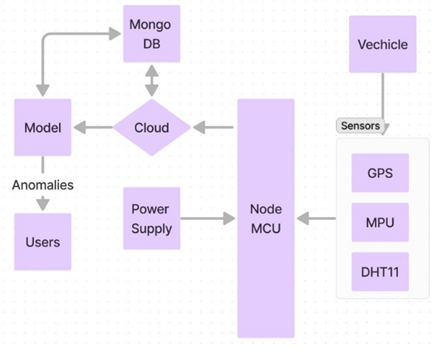 Mongo
DB
Vechicle
Model
Cloud
Sensors
Anomalies
GPS
Power
Supply
Node
MCU
MPU
Users
DHT11